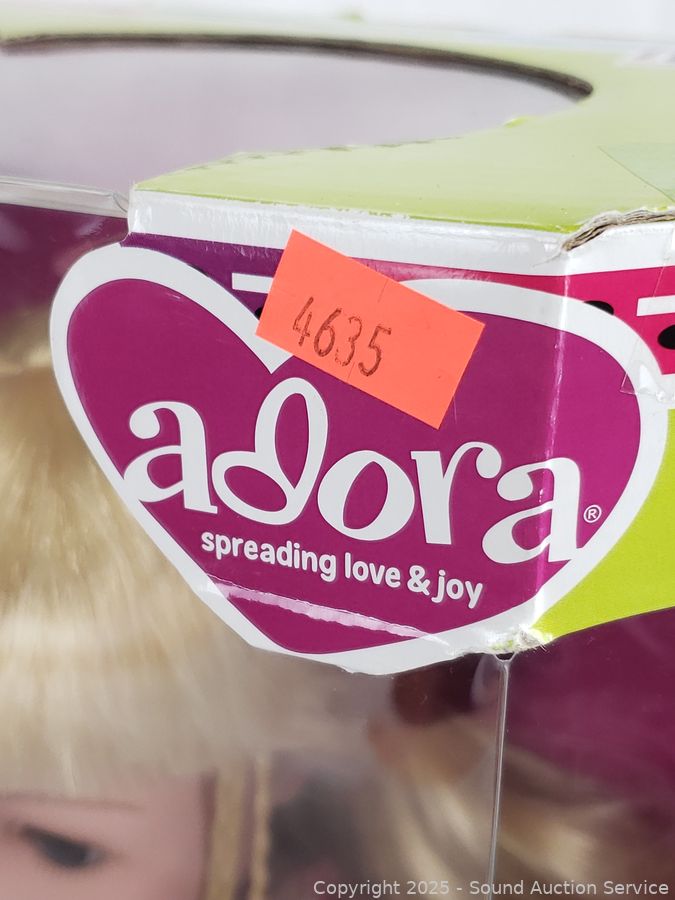 4635
adora®
spreading love & joy
Copyright 2025 - Sound Auction Service